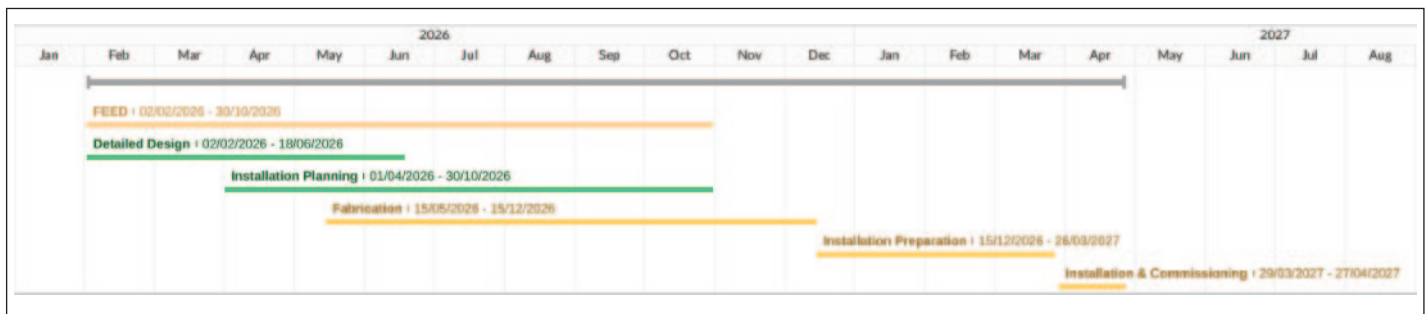 2026 2027
Jan Feb Mar Apr May Jun Jul Aug Sep Oct Nov Dec Jan Feb Mar Apr May Jun Jul Aug
FEED | 02/02/2026 - 30/10/2026
Detailed Design | 02/02/2026 - 18/06/2026
Installation Planning | 01/04/2026 - 30/10/2026
Fabrication | 15/05/2026 - 15/12/2026
Installation Preparation | 15/12/2026 - 26/03/2027
Installation & Commissioning | 29/03/2027 - 27/04/2027